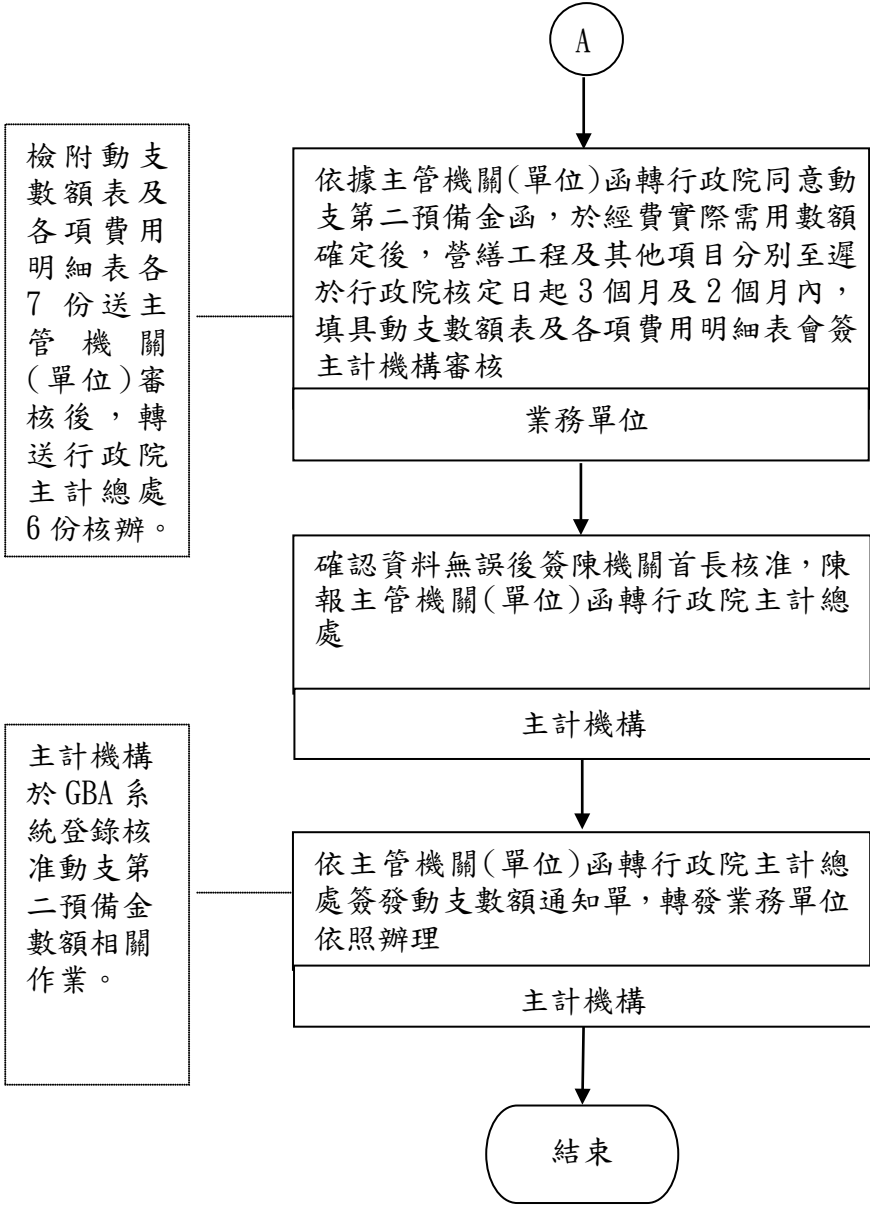 A
檢附動支
數額表及
各項費用
明細表各
7 份送主
管機關
(單位)審
核後，轉
送行政院
主計總處
6份核辦。
依據主管機關(單位)函轉行政院同意動
支第二預備金函，於經費實際需用數額
確定後，營繕工程及其他項目分別至遲
於行政院核定日起3個月及2個月內，
填具動支數額表及各項費用明細表會簽
主計機構審核
業務單位
確認資料無誤後簽陳機關首長核准，陳
報主管機關(單位)函轉行政院主計總
處
主計機構
主計機構
於GBA系
統登錄核
准動支第
二預備金
數額相關
作業。
依主管機關(單位)函轉行政院主計總
處簽發動支數額通知單，轉發業務單位
依照辦理
主計機構
結束